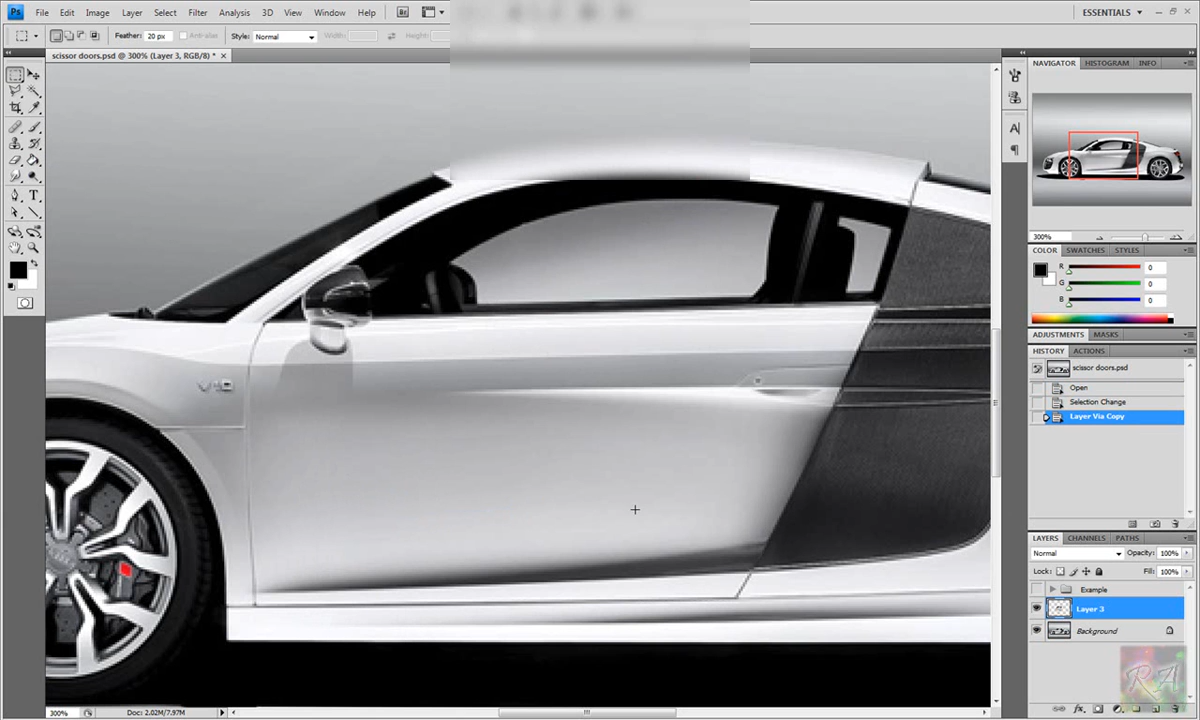 Ps File Edit Image Layer Select Filter Analysis 3D View Window Help Br ESSENTIALS
Feather: 20 px Anti-alias Style: Normal Width: Height:
scissor doors.psd @ 300% (Layer 3, RGB/8) *
NAVIGATOR HISTOGRAM INFO
300%
COLOR SWATCHES STYLES
R 0
G 0
B 0
ADJUSTMENTS MASKS
HISTORY ACTIONS
scissor doors.psd
Open
Selection Change
Layer Via Copy
LAYERS CHANNELS PATHS
Normal Opacity: 100%
Lock: Fill: 100%
Example
Layer 3
Background
V10
RA
300% Doc: 2.02M/7.97M